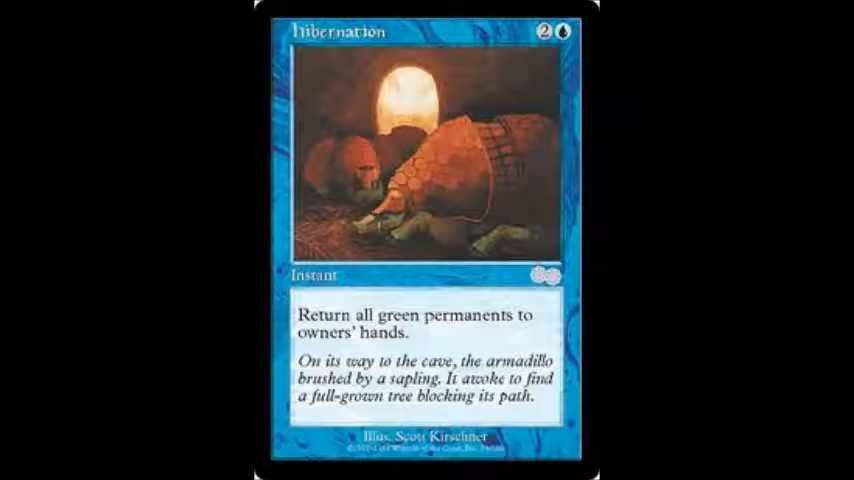 Hibernation
2
Instant
Return all green permanents to
owners' hands.
On its way to the cave, the armadillo
brushed by a sapling. It awoke to find
a full-grown tree blocking its path.
Illus. Scott Kirschner